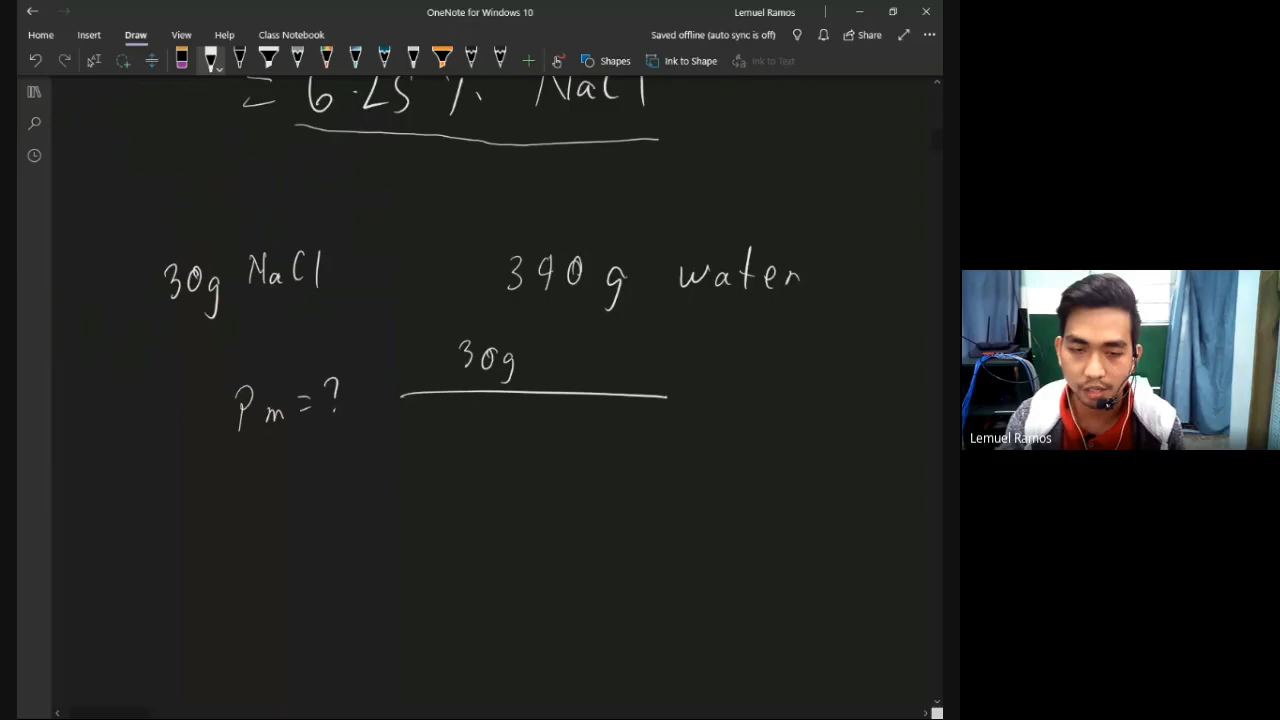 OneNote for Windows 10
Lemuel Ramos
Home Insert Draw View Help Class Notebook
Saved offline (auto sync is off) Share
Shapes Ink to Shape Ink to Text
= 6.25 % NaCl
30g NaCl 390 g water
30g
Pm = ?
Lemuel Ramos